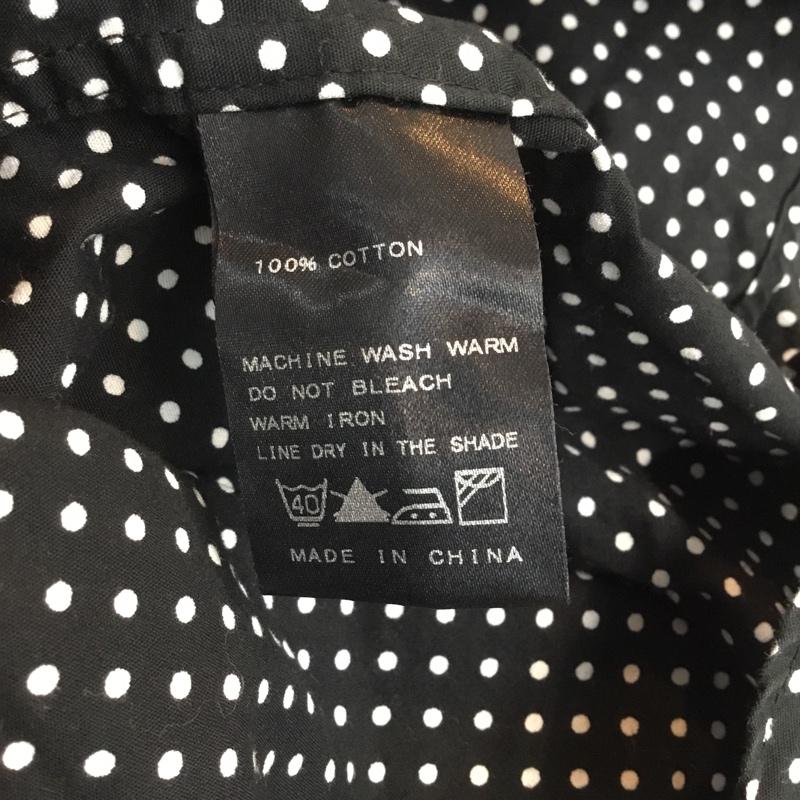 100% COTTON
MACHINE WASH WARM
DO NOT BLEACH
WARM IRON
LINE DRY IN THE SHADE
40
MADE IN CHINA